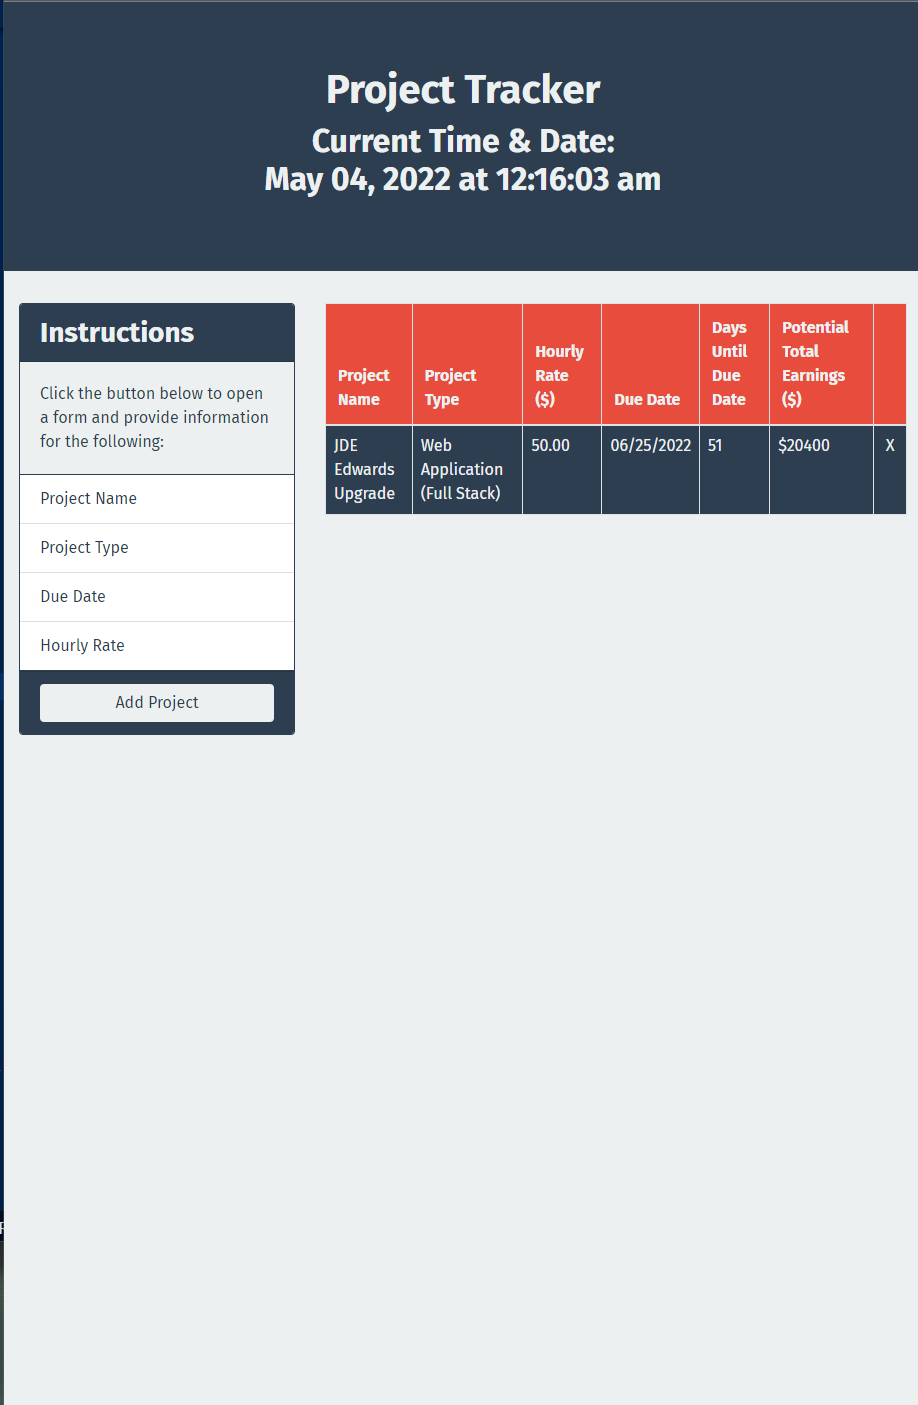 Project Tracker
Current Time & Date:
May 04, 2022 at 12:16:03 am
Instructions
Click the button below to open
a form and provide information
for the following:
Project Name
Project Type
Due Date
Hourly Rate
Add Project
Project
Name
Project
Type
Hourly
Rate
($)
Due Date
Days
Until
Due
Date
Potential
Total
Earnings
($)
JDE
Edwards
Upgrade
Web
Application
(Full Stack)
50.00
06/25/2022
51
$20400
X